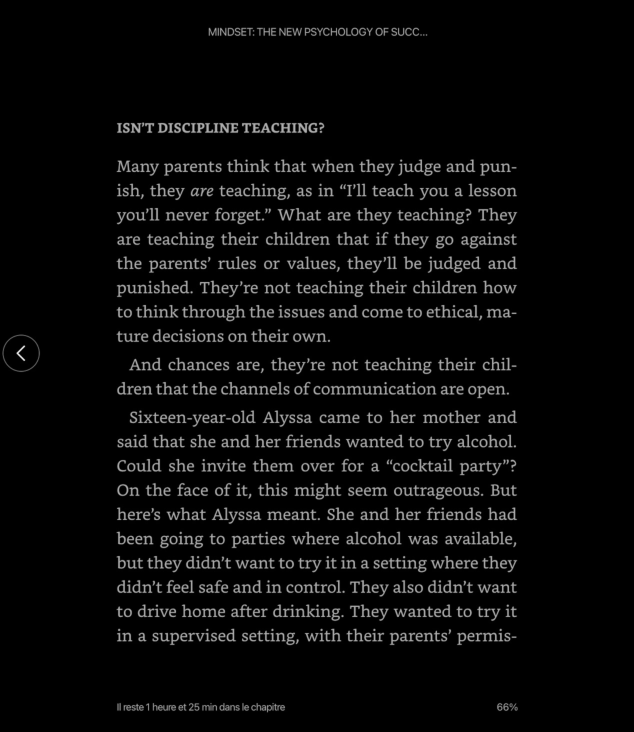 MINDSET: THE NEW PSYCHOLOGY OF SUCC...
ISN'T DISCIPLINE TEACHING?
Many parents think that when they judge and pun-
ish, they are teaching, as in “I’ll teach you a lesson
you’ll never forget.” What are they teaching? They
are teaching their children that if they go against
the parents’ rules or values, they’ll be judged and
punished. They’re not teaching their children how
to think through the issues and come to ethical, ma-
ture decisions on their own.
And chances are, they’re not teaching their chil-
dren that the channels of communication are open.
Sixteen-year-old Alyssa came to her mother and
said that she and her friends wanted to try alcohol.
Could she invite them over for a “cocktail party”?
On the face of it, this might seem outrageous. But
here’s what Alyssa meant. She and her friends had
been going to parties where alcohol was available,
but they didn’t want to try it in a setting where they
didn’t feel safe and in control. They also didn’t want
to drive home after drinking. They wanted to try it
in a supervised setting, with their parents’ permis-
Il reste 1 heure et 25 min dans le chapitre
66%